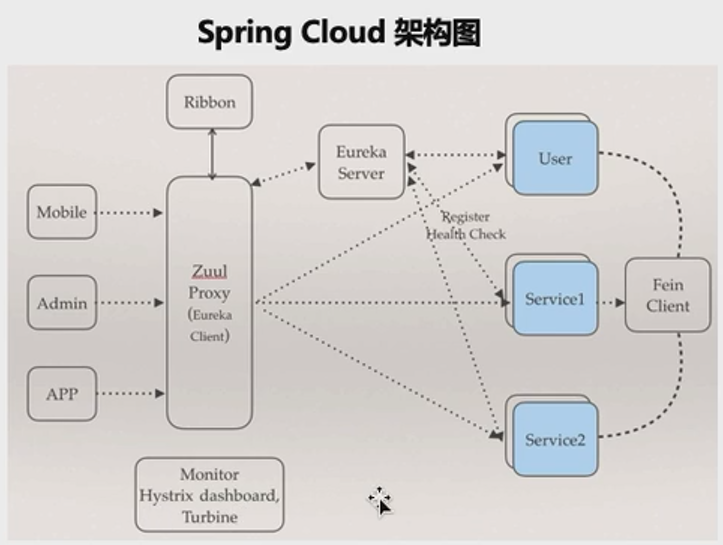 Spring Cloud 架构图
Ribbon
Eureka
Server
User
Mobile
Register
Health Check
Zuul
Proxy
(Eureka
Client)
Admin
Service1
Fein
Client
APP
Service2
Monitor
Hystrix dashboard,
Turbine